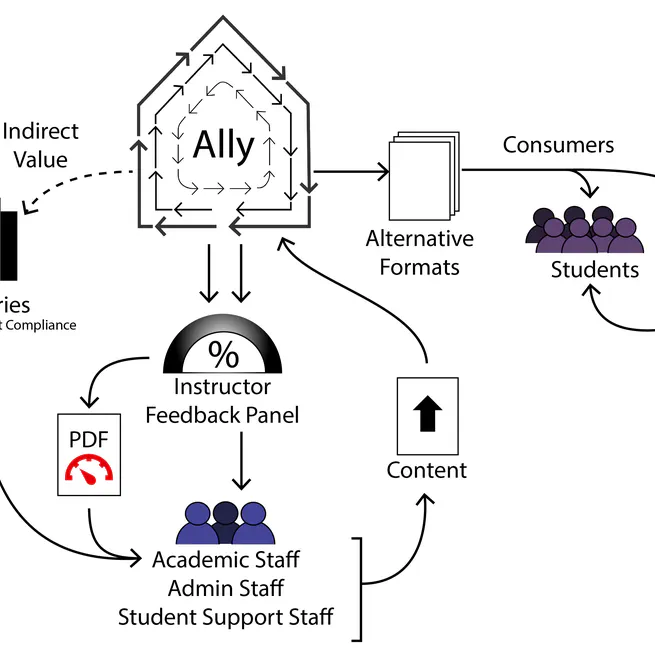 Indirect
Value
Ally
Consumers
Alternative
Formats
Students
ries
t Compliance
%
Instructor
Feedback Panel
PDF
Content
Academic Staff
Admin Staff
Student Support Staff